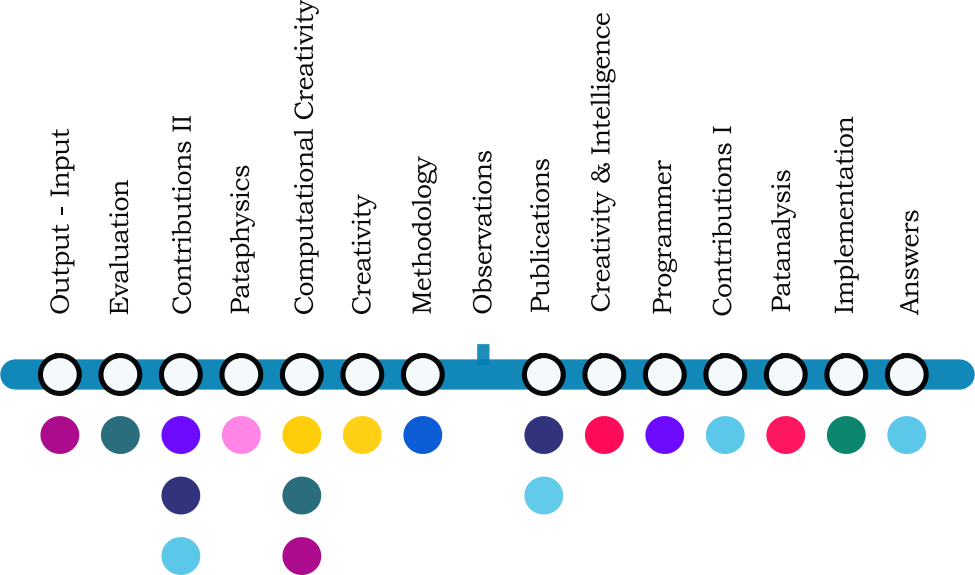 Output - Input
Evaluation
Contributions II
Pataphysics
Computational Creativity
Creativity
Methodology
Observations
Publications
Creativity & Intelligence
Programmer
Contributions I
Patanalysis
Implementation
Answers